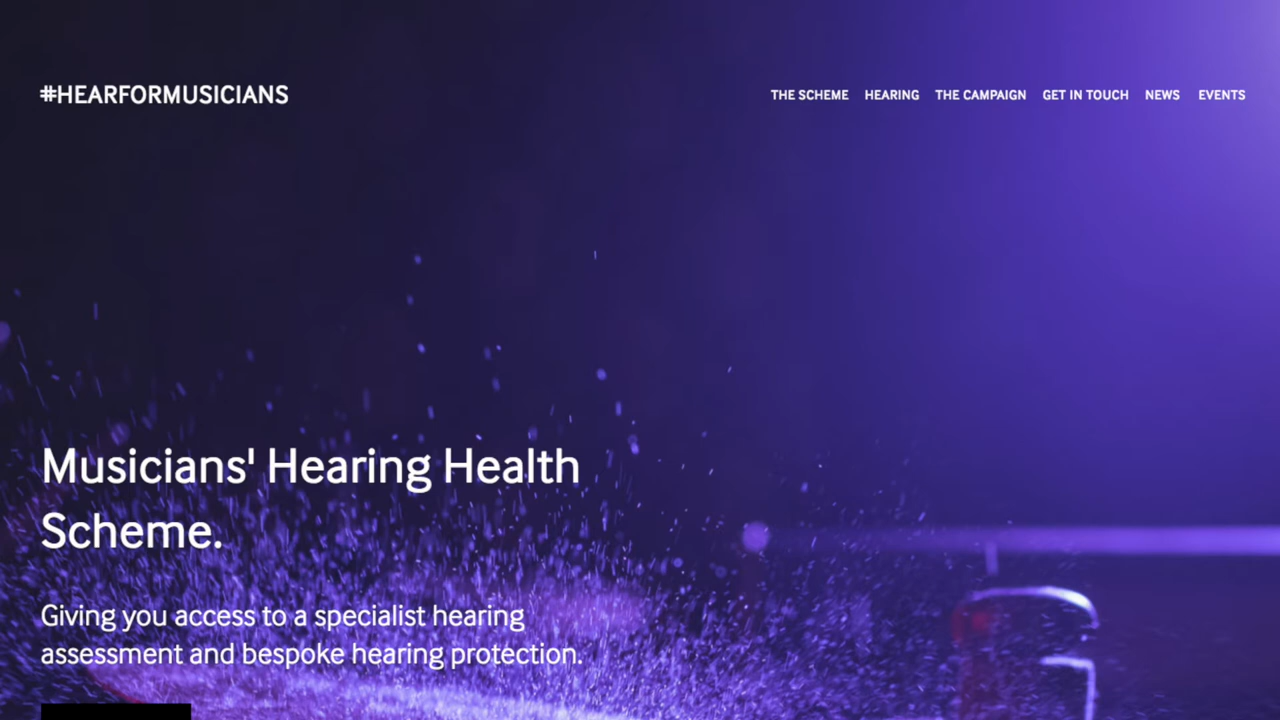 #HEARFORMUSICIANS
THE SCHEME HEARING THE CAMPAIGN GET IN TOUCH NEWS EVENTS
Musicians' Hearing Health
Scheme.
Giving you access to a specialist hearing
assessment and bespoke hearing protection.